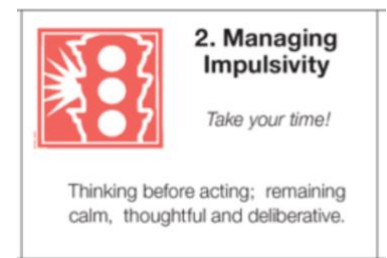 2. Managing
Impulsivity
Take your time!
Thinking before acting; remaining
calm, thoughtful and deliberative.